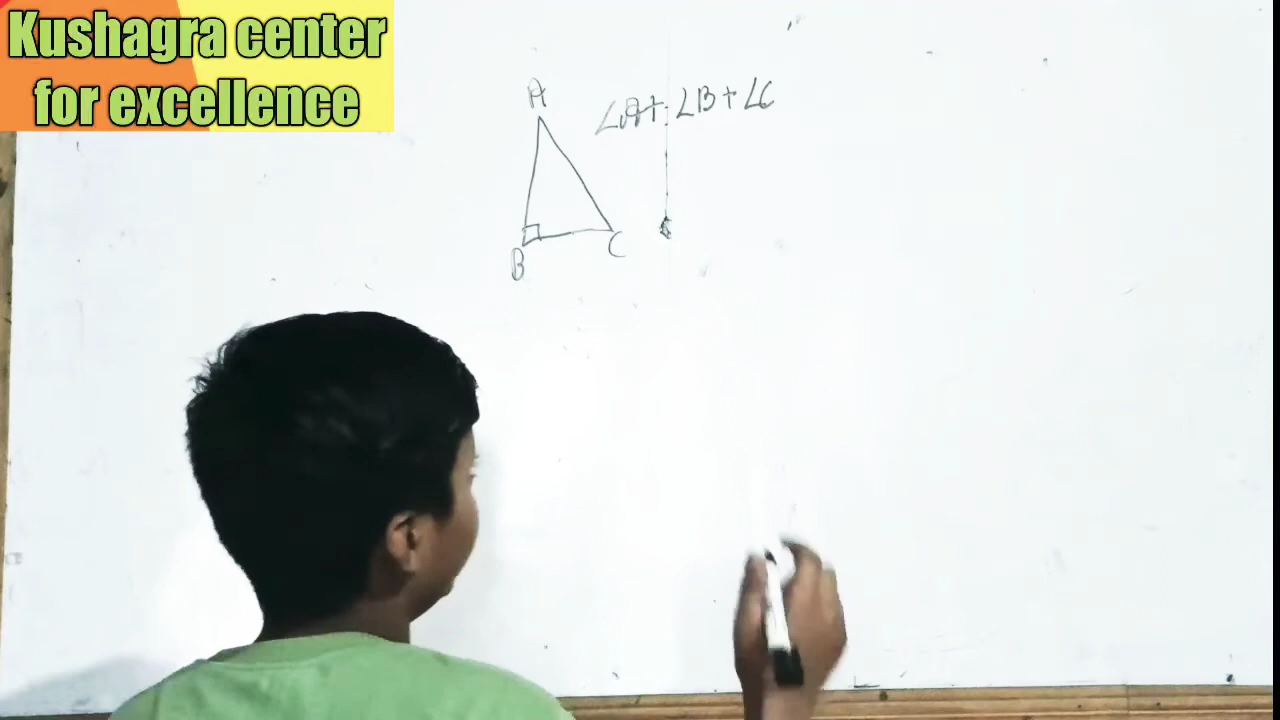 Kushagra center
for excellence
A
∠A+ ∠B+∠C
B
C